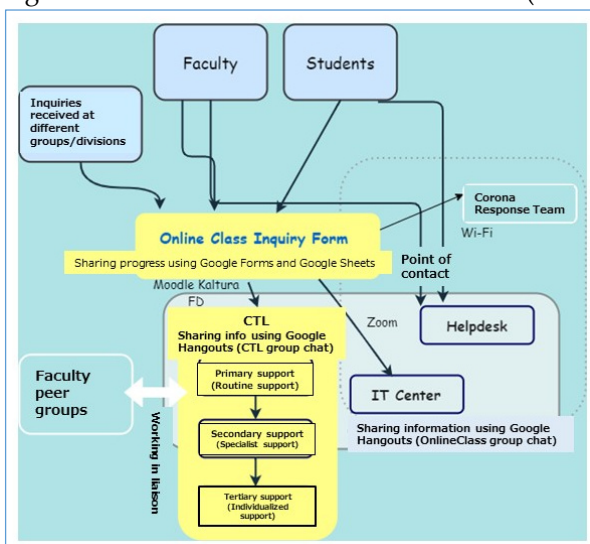 Faculty
Students
Inquiries
received at
different
groups/divisions
Corona
Response Team
Wi-Fi
Online Class Inquiry Form
Sharing progress using Google Forms and Google Sheets
Point of
contact
Moodle Kaltura
FD
CTL
Sharing info using Google
Hangouts (CTL group chat)
Zoom
Helpdesk
Primary support
(Routine support)
Faculty
peer
groups
IT Center
Sharing information using Google
Hangouts (OnlineClass group chat)
Working in liaison
Secondary support
(Specialist support)
Tertiary support
(Individualized
support)